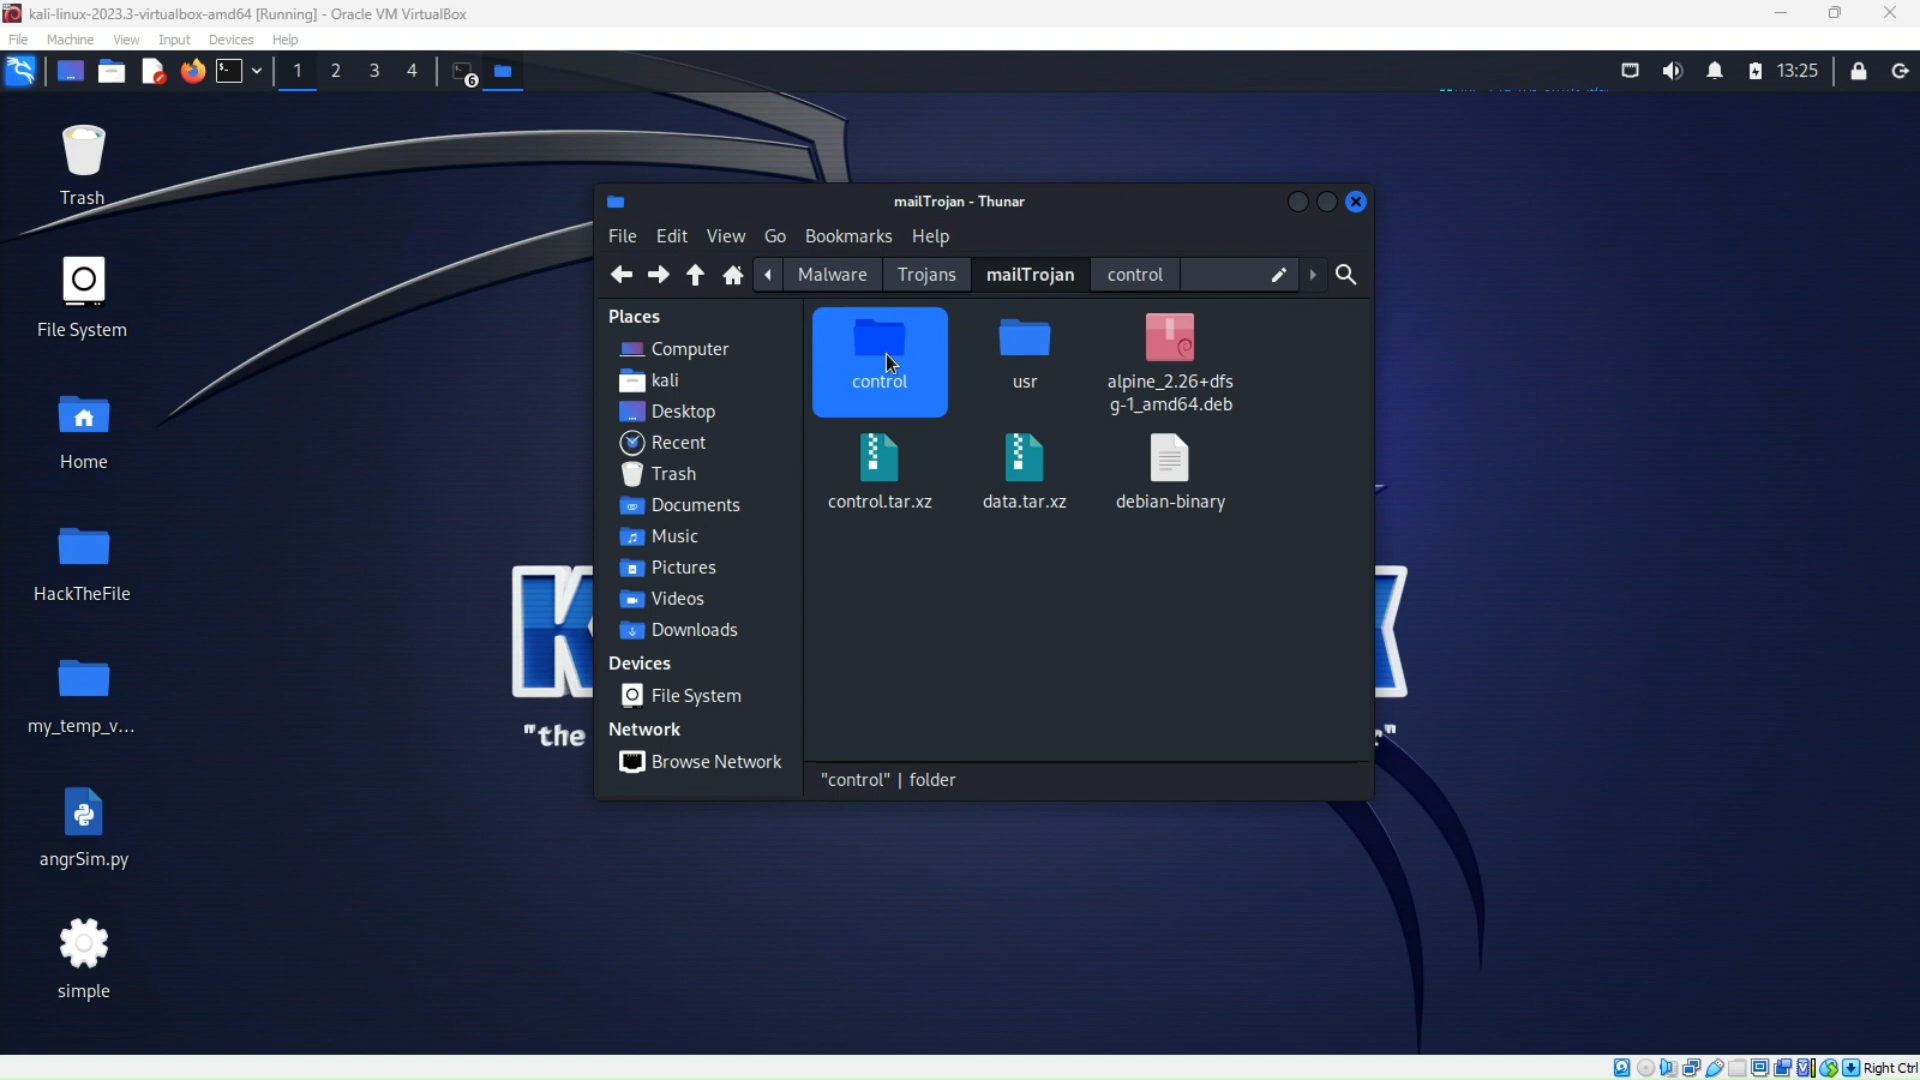 kali-linux-2023.3-virtualbox-amd64 [Running] - Oracle VM VirtualBox
File Machine View Input Devices Help
1 2 3 4 6 13:25
Trash
File System
Home
HackTheFile
my_temp_v...
angrSim.py
simple
mailTrojan - Thunar
File Edit View Go Bookmarks Help
Malware Trojans mailTrojan control
Places
Computer
kali
Desktop
Recent
Trash
Documents
Music
Pictures
Videos
Downloads
Devices
File System
Network
Browse Network
control
usr
alpine_2.26+dfs
g-1_amd64.deb
control.tar.xz
data.tar.xz
debian-binary
"control" | folder
"the
r"
Right Ctrl